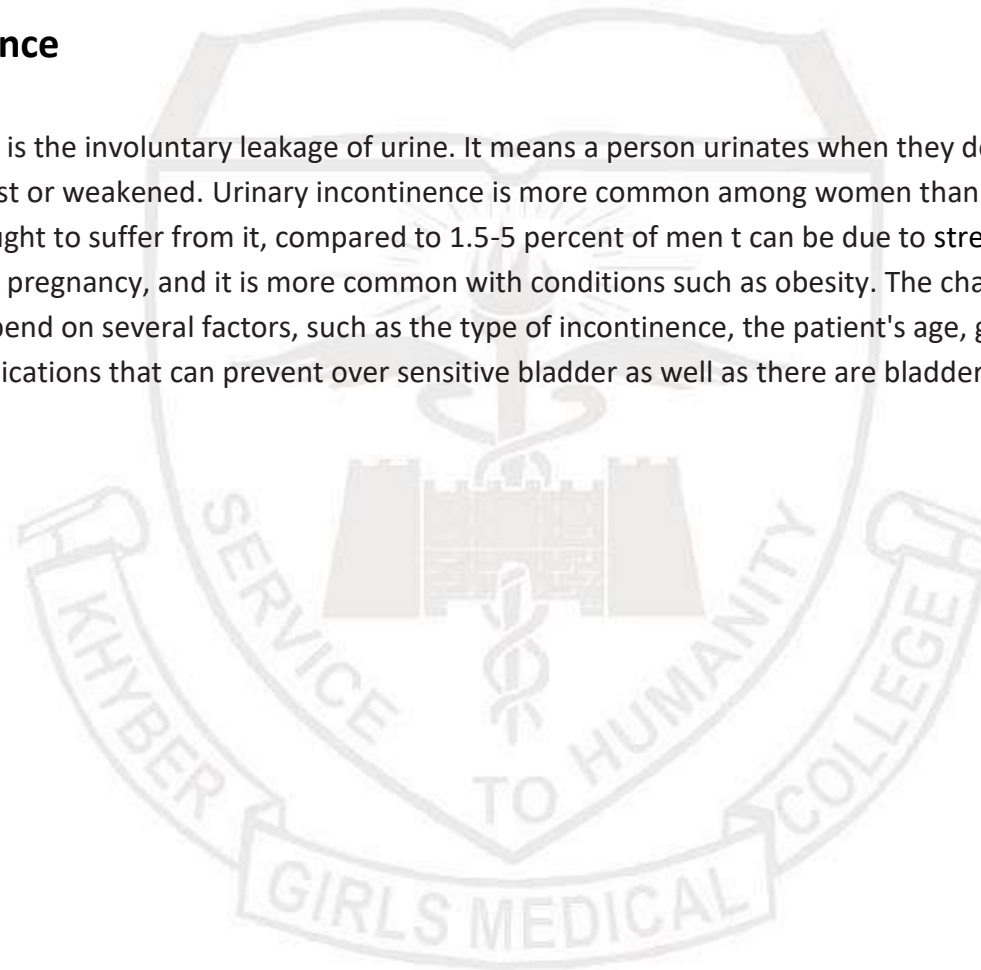 nce
is the involuntary leakage of urine. It means a person urinates when they d
st or weakened. Urinary incontinence is more common among women than
ught to suffer from it, compared to 1.5-5 percent of men t can be due to stre
pregnancy, and it is more common with conditions such as obesity. The cha
pend on several factors, such as the type of incontinence, the patient's age, g
ications that can prevent over sensitive bladder as well as there are bladder
SERVICE TO HUMANITY
KHYBER GIRLS MEDICAL COLLEGE